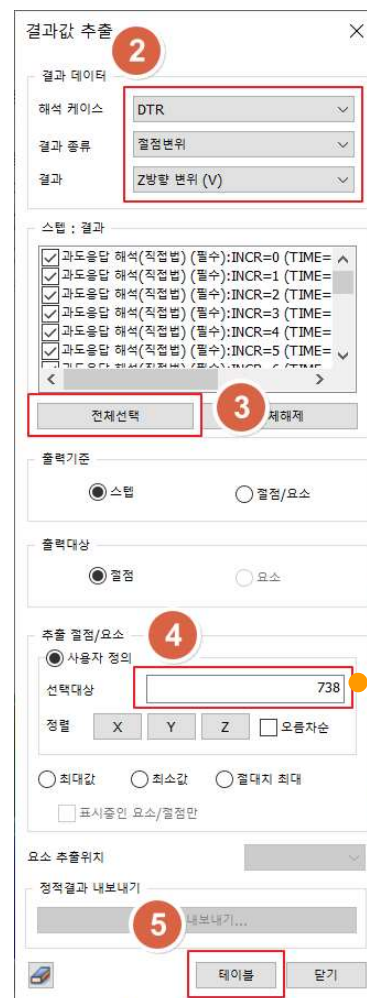 결과값 추출
2
결과 데이터
해석 케이스 DTR
결과 종류 절점변위
결과 Z방향 변위 (V)
스텝 : 결과
과도응답 해석(직접법) (필수):INCR=0 (TIME=
과도응답 해석(직접법) (필수):INCR=1 (TIME=
과도응답 해석(직접법) (필수):INCR=2 (TIME=
과도응답 해석(직접법) (필수):INCR=3 (TIME=
과도응답 해석(직접법) (필수):INCR=4 (TIME=
과도응답 해석(직접법) (필수):INCR=5 (TIME=
전체선택 3 체해제
출력기준
스텝 절점/요소
출력대상
절점 요소
추출 절점/요소 4
사용자 정의
선택대상 738
정렬 X Y Z 오름차순
최대값 최소값 절대치 최대
표시중인 요소/절점만
요소 추출위치
정적결과 내보내기
5 내보내기...
테이블 닫기